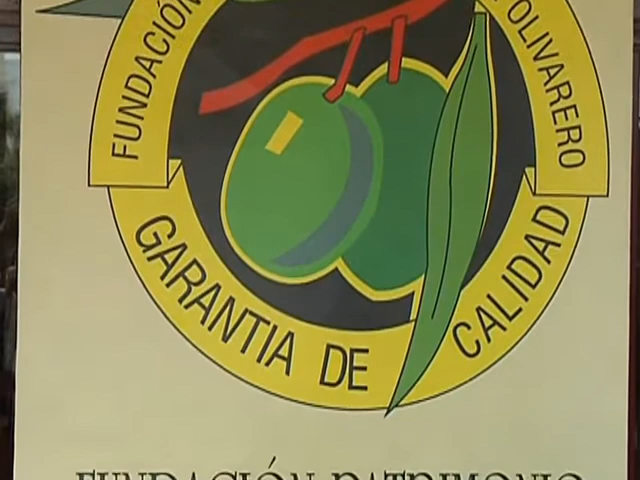 FUNDACIÓN
OLIVARERO
GARANTIA DE CALIDAD
FUNDACIÓN PATRIMONIO